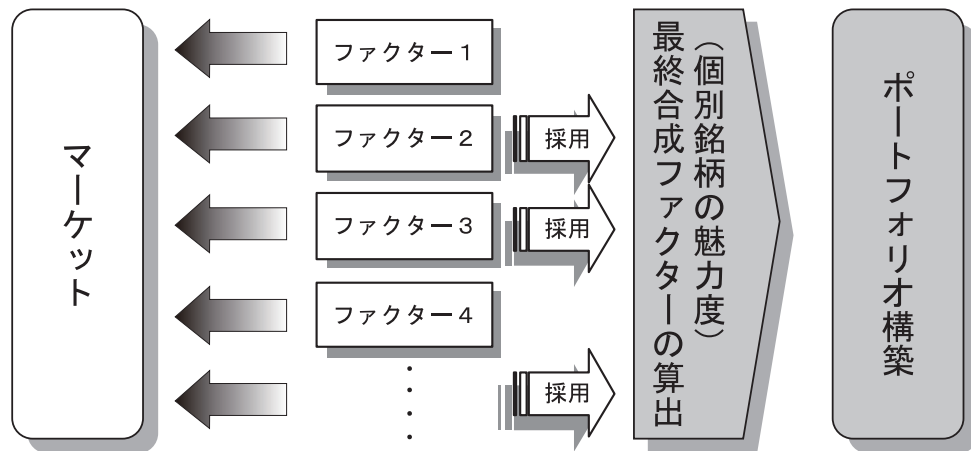 マーケット
ファクター1
ファクター2
ファクター3
ファクター4
・・・・
採用
採用
採用
最終合成ファクターの算出
（個別銘柄の魅力度）
ポートフォリオ構築